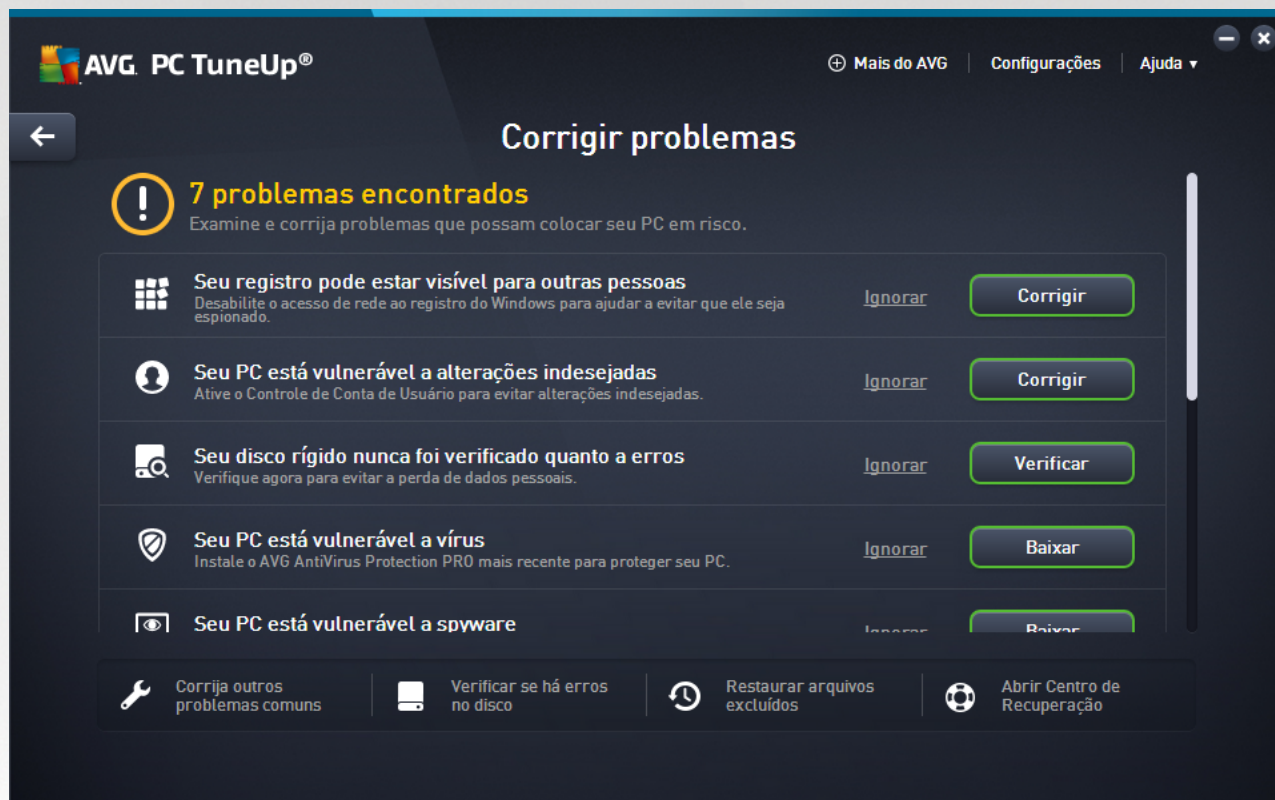 AVG PC TuneUp®
Mais do AVG
Configurações
Ajuda
Corrigir problemas
7 problemas encontrados
Examine e corrija problemas que possam colocar seu PC em risco.
Seu registro pode estar visível para outras pessoas
Desabilite o acesso de rede ao registro do Windows para ajudar a evitar que ele seja
espionado.
Ignorar
Corrigir
Seu PC está vulnerável a alterações indesejadas
Ative o Controle de Conta de Usuário para evitar alterações indesejadas.
Ignorar
Corrigir
Seu disco rígido nunca foi verificado quanto a erros
Verifique agora para evitar a perda de dados pessoais.
Ignorar
Verificar
Seu PC está vulnerável a vírus
Instale o AVG AntiVirus Protection PRO mais recente para proteger seu PC.
Ignorar
Baixar
Seu PC está vulnerável a spyware
Ignorar
Baixar
Corrija outros
problemas comuns
Verificar se há erros
no disco
Restaurar arquivos
excluídos
Abrir Centro de
Recuperação